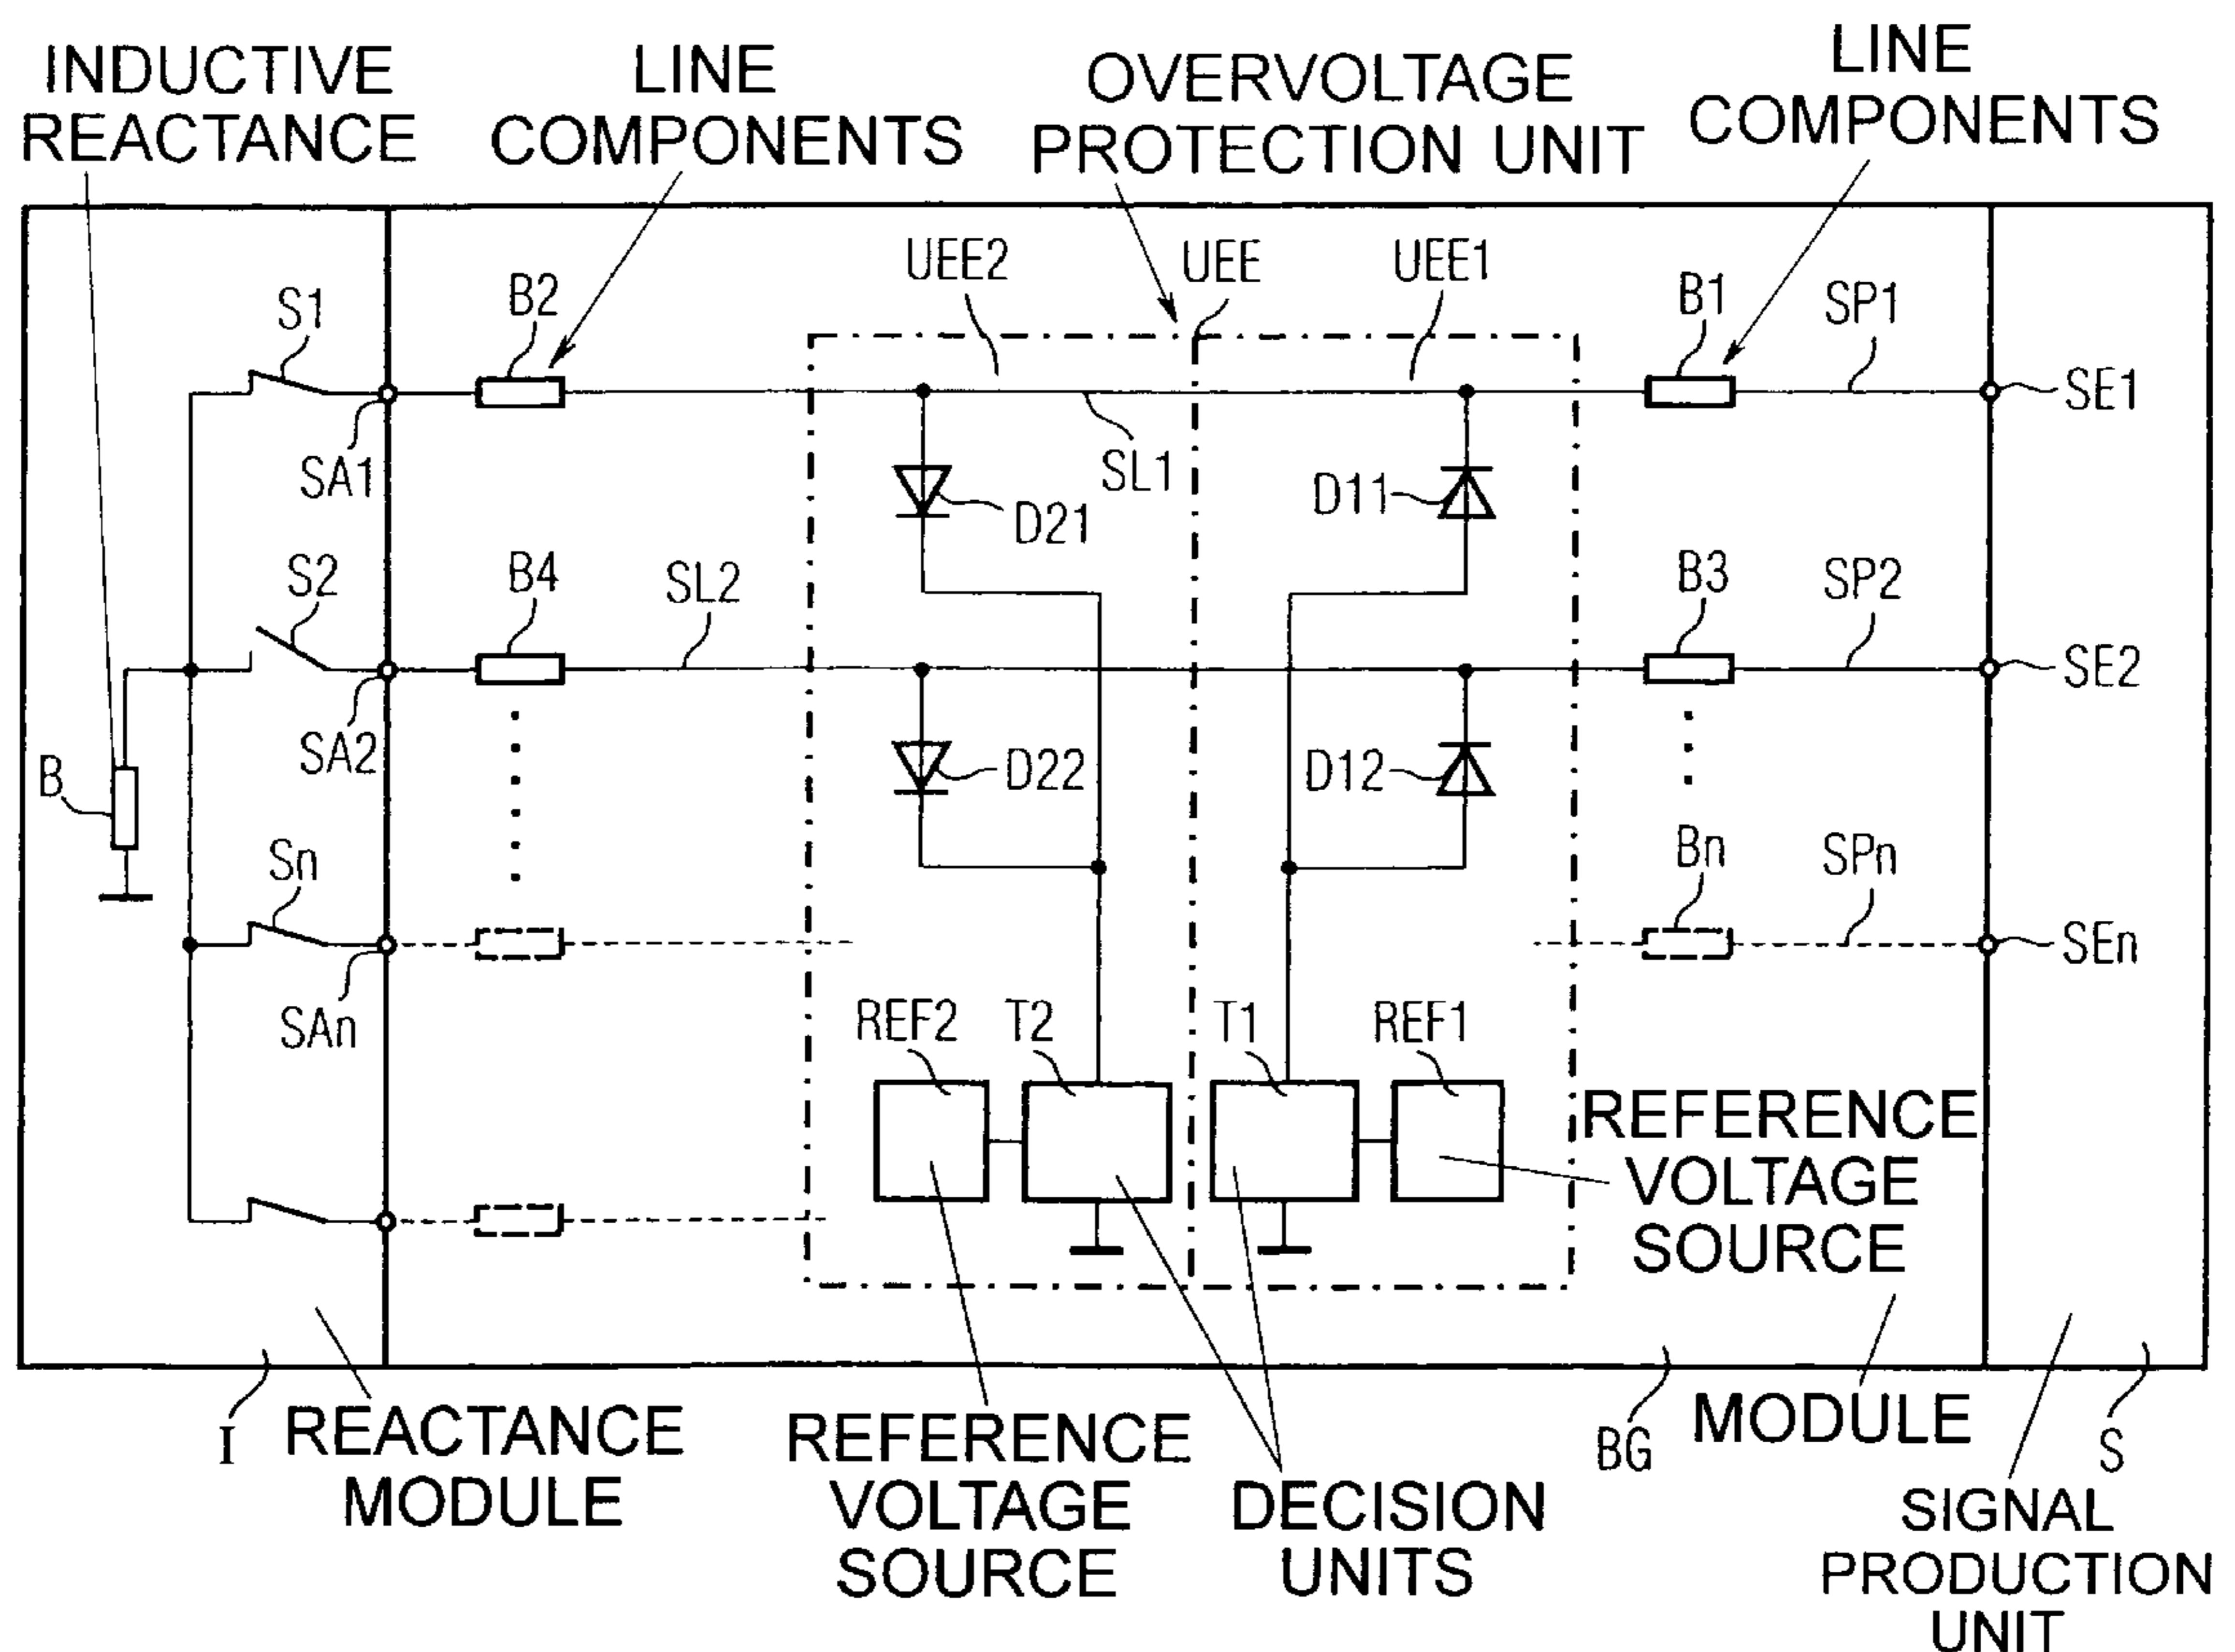 INDUCTIVE
REACTANCE
LINE
COMPONENTS
OVERVOLTAGE
PROTECTION UNIT
LINE
COMPONENTS
UEE2
UEE
UEE1
S1
B2
B1
SP1
SE1
SA1
SL1
D21
D11
S2
B4
SL2
B3
SP2
SE2
SA2
B
D22
D12
Sn
Bn
SPn
SEn
SAn
REF2
T2
T1
REF1
REFERENCE
VOLTAGE
SOURCE
I
REACTANCE
MODULE
REFERENCE
VOLTAGE
SOURCE
DECISION
UNITS
BG
MODULE
S
SIGNAL
PRODUCTION
UNIT